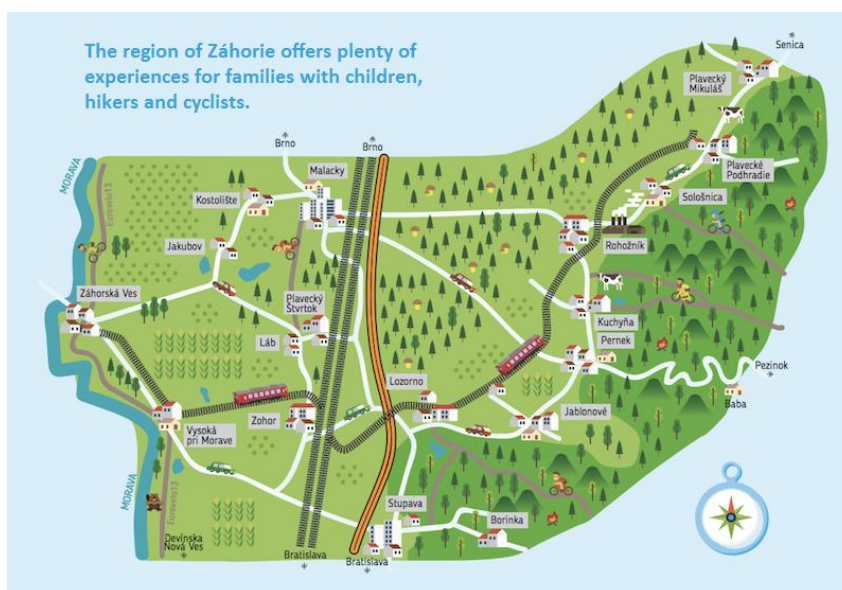 The region of Záhorie offers plenty of
experiences for families with children,
hikers and cyclists.
Senica
Plavecký
Mikuláš
Brno
Brno
Malacky
MORAVA
Eurovelo13
Kostolište
Plavecké
Podhradie
Sološnica
Jakubov
Rohožník
Záhorská Ves
Plavecký
Štvrtok
Kuchyňa
Láb
Pernek
Pezinok
Lozorno
Baba
Zohor
Jablonové
Vysoká
pri Morave
MORAVA
Eurovelo13
Stupava
Borinka
Devínska
Nová Ves
Bratislava
Bratislava